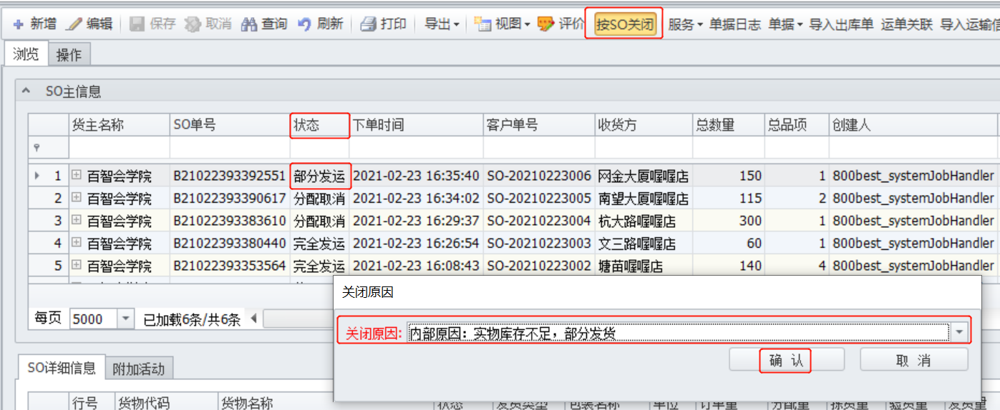 新增 编辑 保存 取消 查询 刷新 打印 导出 视图 评价 按SO关闭 服务 单据日志 单据 导入出库单 运单关联 导入运输信
浏览 操作
SO主信息
货主名称 SO单号 状态 下单时间 客户单号 收货方 总数量 总品项 创建人
1 百智会学院 B21022393392551 部分发运 2021-02-23 16:35:40 SO-20210223006 网金大厦喔喔店 150 1 800best_systemJobHandler
2 百智会学院 B21022393390617 分配取消 2021-02-23 16:34:02 SO-20210223005 南望大厦喔喔店 115 2 800best_systemJobHandler
3 百智会学院 B21022393383610 分配取消 2021-02-23 16:29:37 SO-20210223004 杭大路喔喔店 300 1 800best_systemJobHandler
4 百智会学院 B21022393380440 完全发运 2021-02-23 16:26:54 SO-20210223003 文三路喔喔店 60 1 800best_systemJobHandler
5 百智会学院 B21022393353564 完全发运 2021-02-23 16:08:43 SO-20210223002 塘苗喔喔店 140 4 800best_systemJobHandler
关闭原因
每页 5000 已加载6条/共6条
关闭原因: 内部原因：实物库存不足，部分发货
确 认 取 消
SO详细信息 附加活动
行号 货物代码 货物名称 状态 发货类型 包装名称 单位 订单量 分配量 拣货量 验货量 发货量